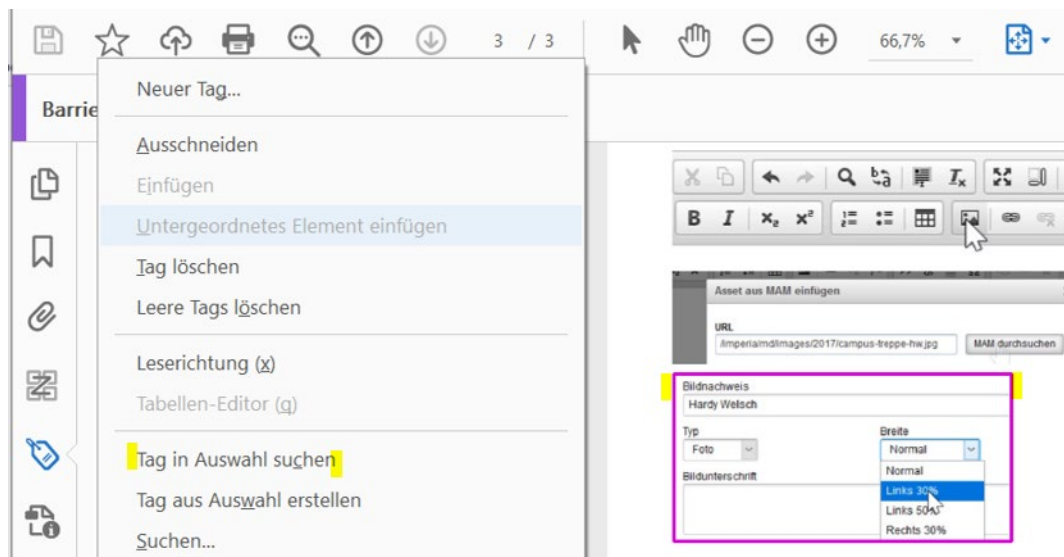 3 / 3
66,7%
Barrie
Neuer Tag...
Ausschneiden
Einfügen
Untergeordnetes Element einfügen
Tag löschen
Leere Tags löschen
Leserichtung (x)
Tabellen-Editor (q)
Tag in Auswahl suchen
Tag aus Auswahl erstellen
Suchen...
Asset aus MAM einfügen
URL
/imperia/md/images/2017/campus-treppe-hw.jpg
MAM durchsuchen
Bildnachweis
Hardy Welsch
Typ
Breite
Foto
Normal
Bildunterschrift
Normal
Links 30%
Links 50%
Rechts 30%